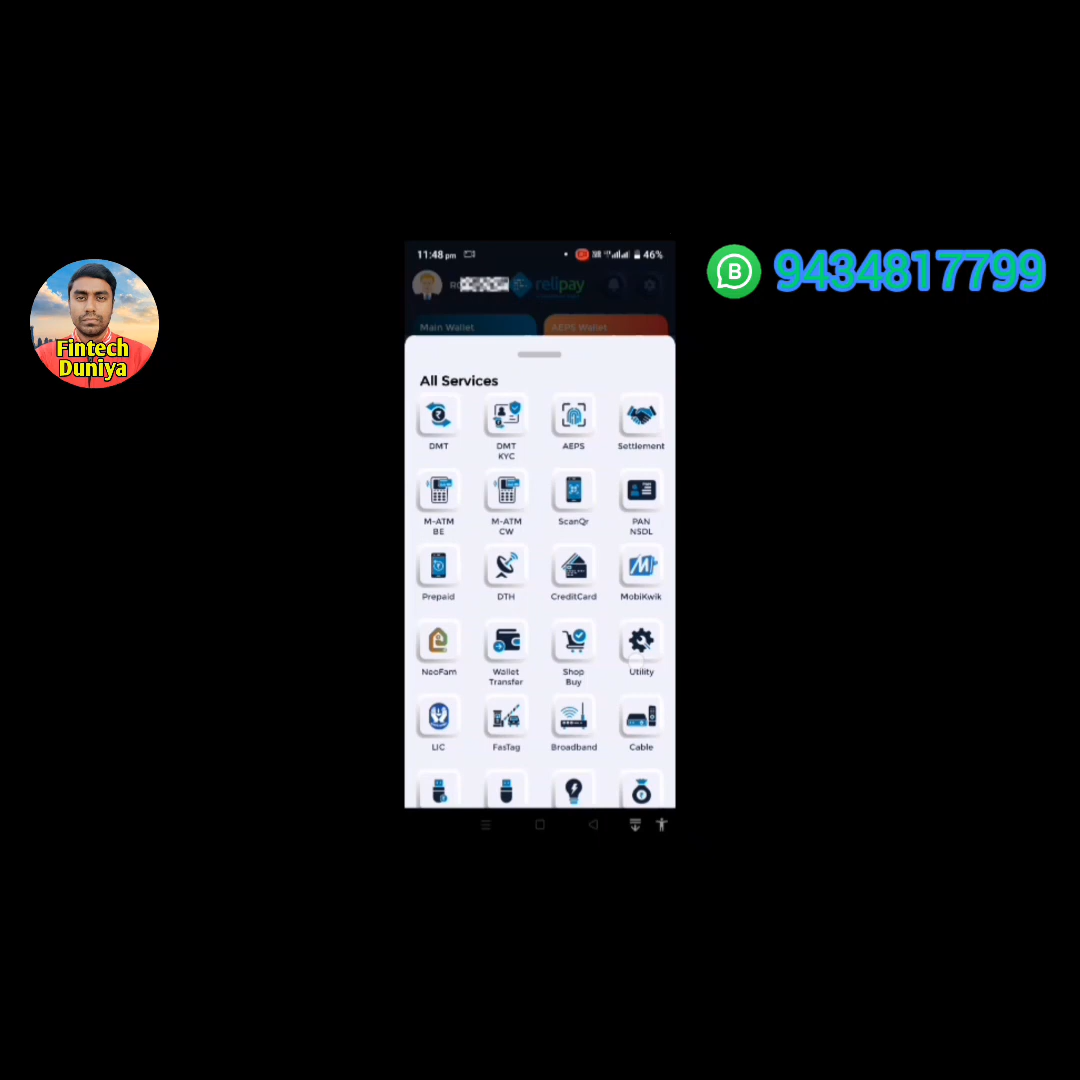 Fintech
Duniya
9434817799
11:48 pm
46%
relipay
Main Wallet
AEPS Wallet
All Services
DMT
DMT
KYC
AEPS
Settlement
M-ATM
BE
M-ATM
CW
ScanQr
PAN
NSDL
Prepaid
DTH
CreditCard
MobiKwik
NeoFam
Wallet
Transfer
Shop
Buy
Utility
LIC
FasTag
Broadband
Cable